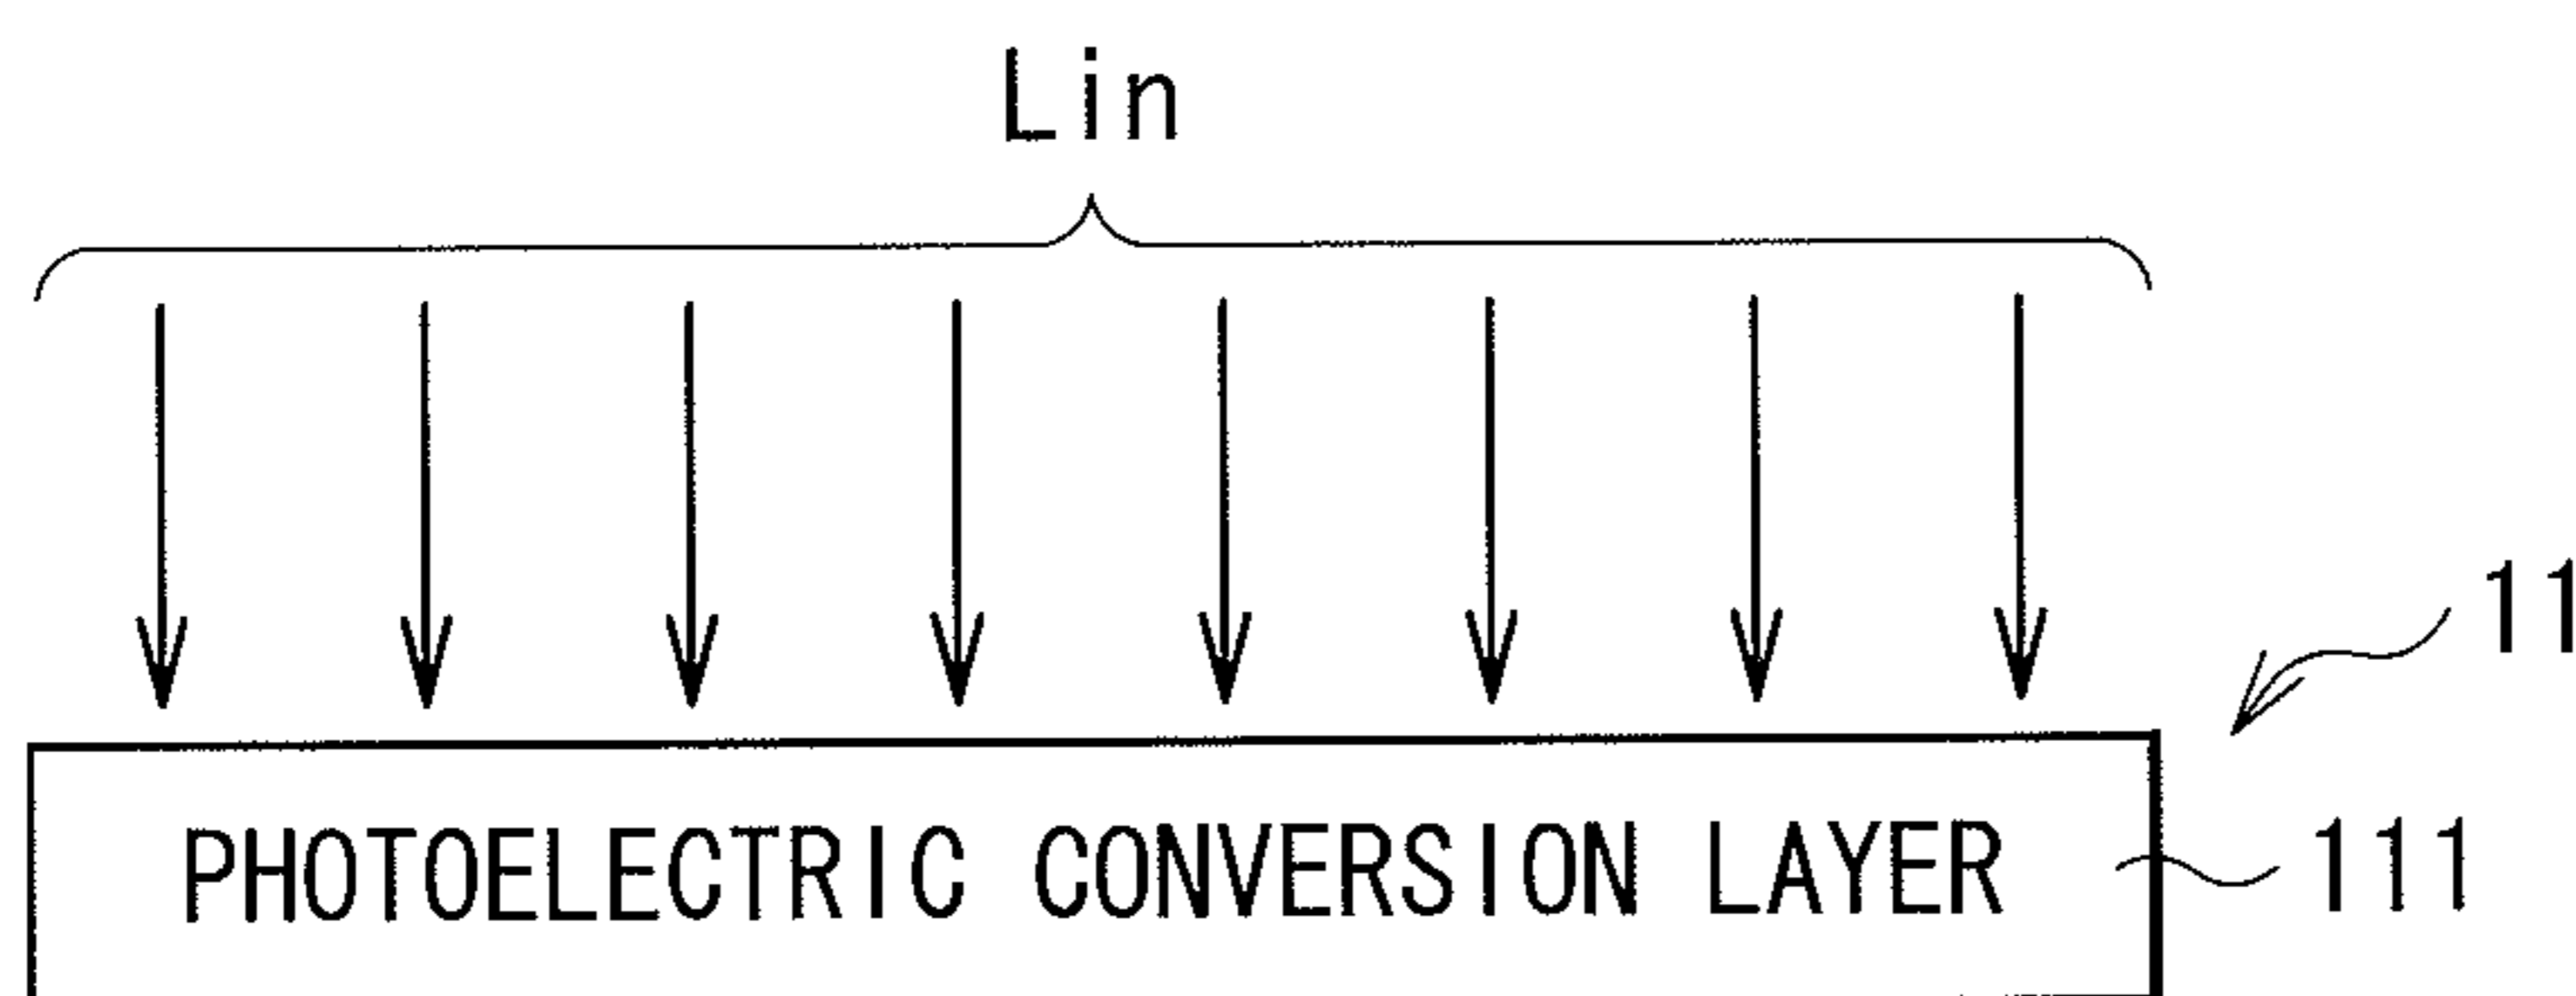 Lin
11
PHOTOELECTRIC CONVERSION LAYER
111